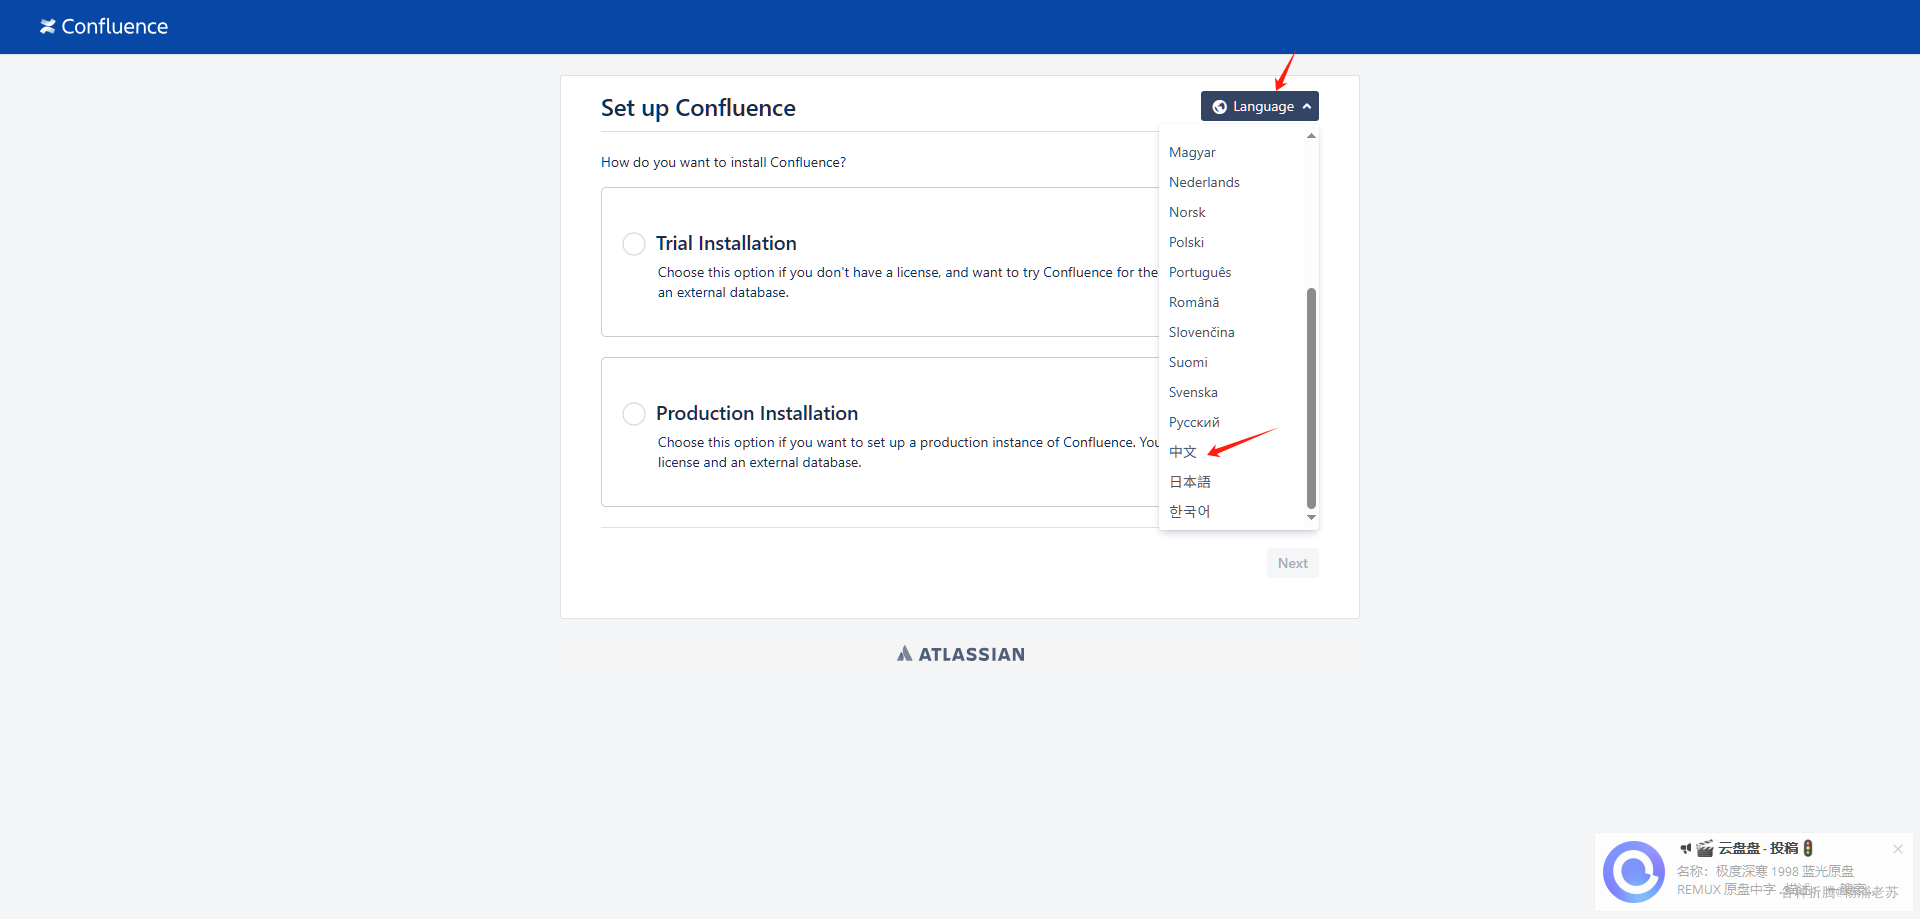 Confluence
Set up Confluence
Language
How do you want to install Confluence?
Trial Installation
Choose this option if you don't have a license, and want to try Confluence for the
an external database.
Production Installation
Choose this option if you want to set up a production instance of Confluence. You
license and an external database.
Magyar
Nederlands
Norsk
Polski
Português
Română
Slovenčina
Suomi
Svenska
Русский
中文
日本語
한국어
Next
ATLASSIAN
云盘盘 - 投稿
名称：极度深寒 1998 蓝光原盘
REMUX 原盘中字
老苏